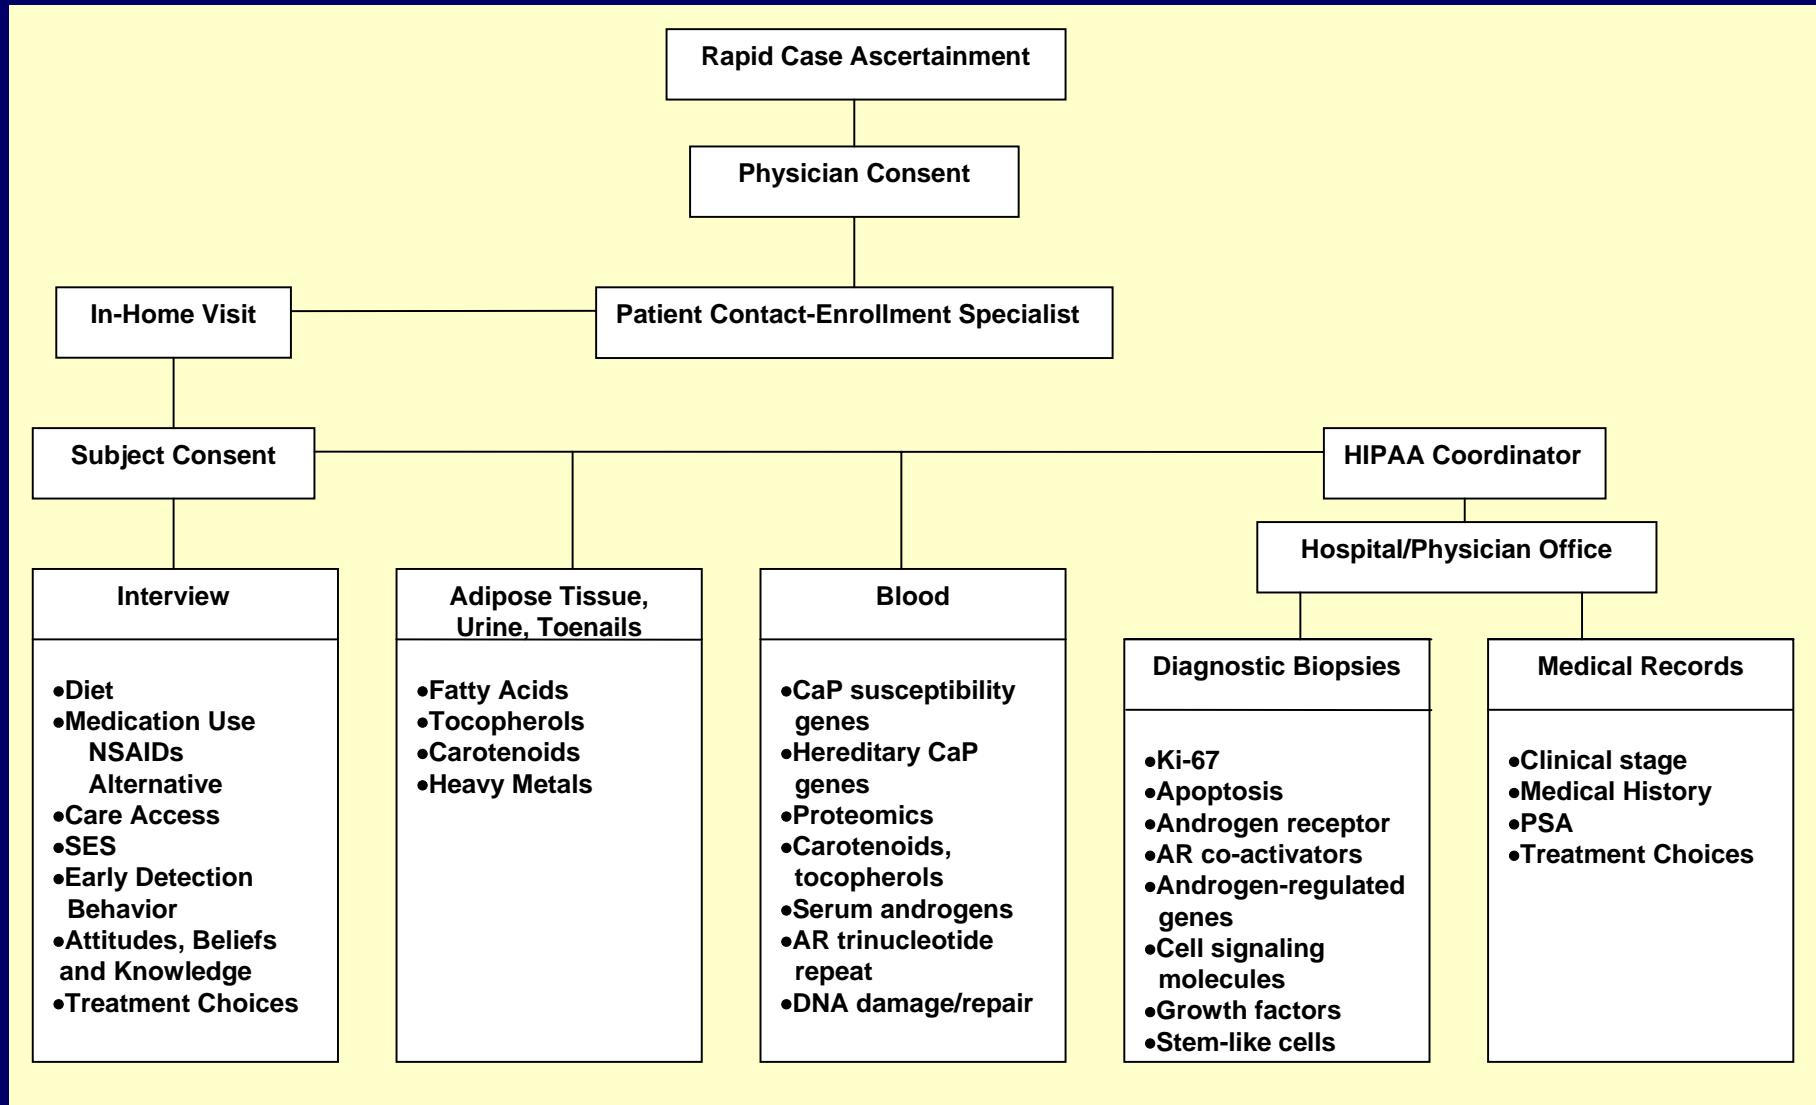 Rapid Case Ascertainment
Physician Consent
In-Home Visit
Patient Contact-Enrollment Specialist
Subject Consent
HIPAA Coordinator
Hospital/Physician Office
Interview
•Diet
•Medication Use
NSAIDs
Alternative
•Care Access
•SES
•Early Detection
Behavior
•Attitudes, Beliefs
and Knowledge
•Treatment Choices
Adipose Tissue,
Urine, Toenails
•Fatty Acids
•Tocopherols
•Carotenoids
•Heavy Metals
Blood
•CaP susceptibility
genes
•Hereditary CaP
genes
•Proteomics
•Carotenoids,
tocopherols
•Serum androgens
•AR trinucleotide
repeat
•DNA damage/repair
Diagnostic Biopsies
•Ki-67
•Apoptosis
•Androgen receptor
•AR co-activators
•Androgen-regulated
genes
•Cell signaling
molecules
•Growth factors
•Stem-like cells
Medical Records
•Clinical stage
•Medical History
•PSA
•Treatment Choices